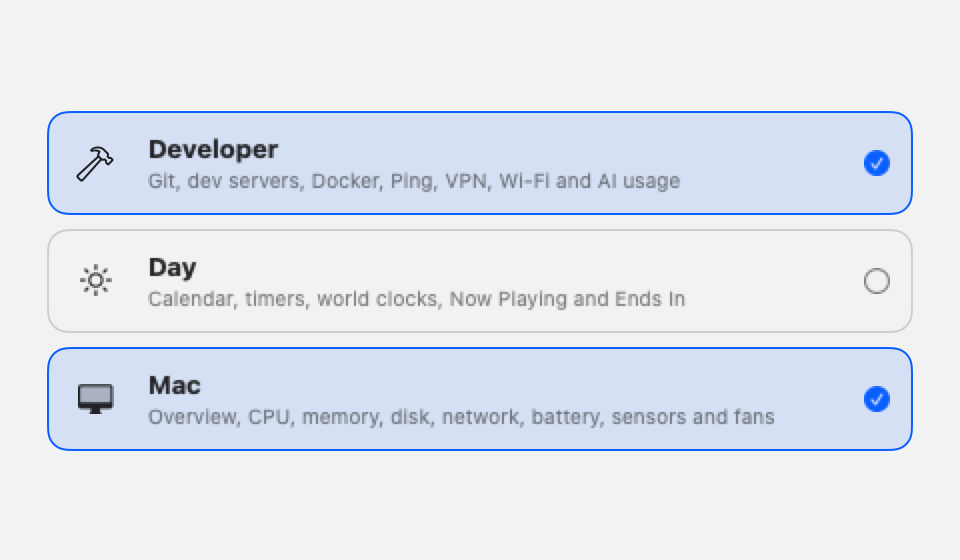 Developer
Git, dev servers, Docker, Ping, VPN, Wi-Fi and AI usage
Day
Calendar, timers, world clocks, Now Playing and Ends In
Mac
Overview, CPU, memory, disk, network, battery, sensors and fans